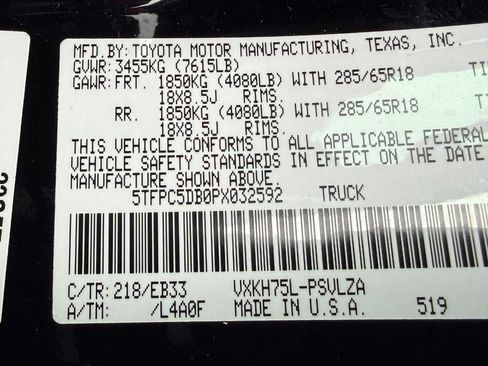 MFD.BY: TOYOTA MOTOR MANUFACTURING, TEXAS, INC.
GVWR: 3455KG (7615LB)
GAWR: FRT. 1850KG (4080LB) WITH 285/65R18 TI
18X8.5J RIMS.
RR. 1850KG (4080LB) WITH 285/65R18 TI
18X8.5J RIMS.
THIS VEHICLE CONFORMS TO ALL APPLICABLE FEDERAL
VEHICLE SAFETY STANDARDS IN EFFECT ON THE DATE
MANUFACTURE SHOWN ABOVE.
5TFPC5DB0PX032592 TRUCK
C/TR: 218/EB33 VXKH75L-PSVLZA
A/TM: /L4A0F MADE IN U.S.A. 519